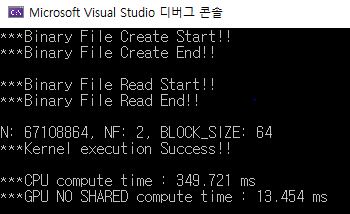 Microsoft Visual Studio 디버그 콘솔
***Binary File Create Start!!
***Binary File Create End!!
***Binary File Read Start!!
***Binary File Read End!!
N: 67108864, NF: 2, BLOCK_SIZE: 64
***Kernel execution Success!!
***CPU compute time : 349.721 ms
***GPU NO SHARED compute time : 13.454 ms